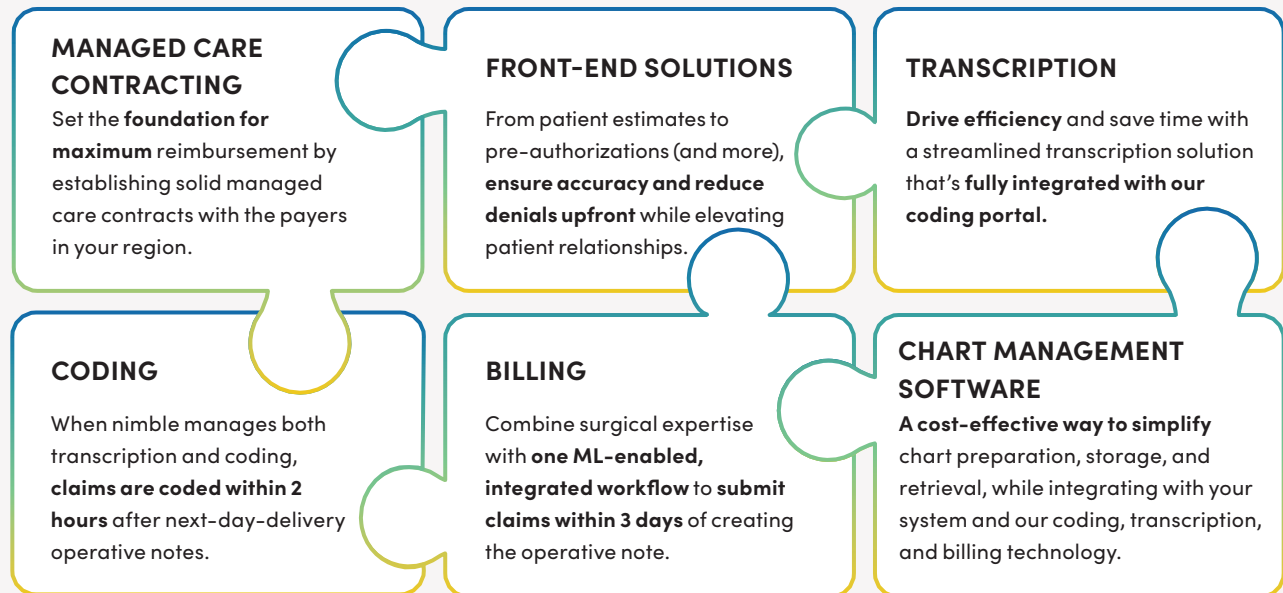 MANAGED CARE
CONTRACTING
Set the foundation for
maximum reimbursement by
establishing solid managed
care contracts with the payers
in your region.
FRONT-END SOLUTIONS
From patient estimates to
pre-authorizations (and more),
ensure accuracy and reduce
denials upfront while elevating
patient relationships.
TRANSCRIPTION
Drive efficiency and save time with
a streamlined transcription solution
that's fully integrated with our
coding portal.
CODING
When nimble manages both
transcription and coding,
claims are coded within 2
hours after next-day-delivery
operative notes.
BILLING
Combine surgical expertise
with one ML-enabled,
integrated workflow to submit
claims within 3 days of creating
the operative note.
CHART MANAGEMENT
SOFTWARE
A cost-effective way to simplify
chart preparation, storage, and
retrieval, while integrating with your
system and our coding, transcription,
and billing technology.